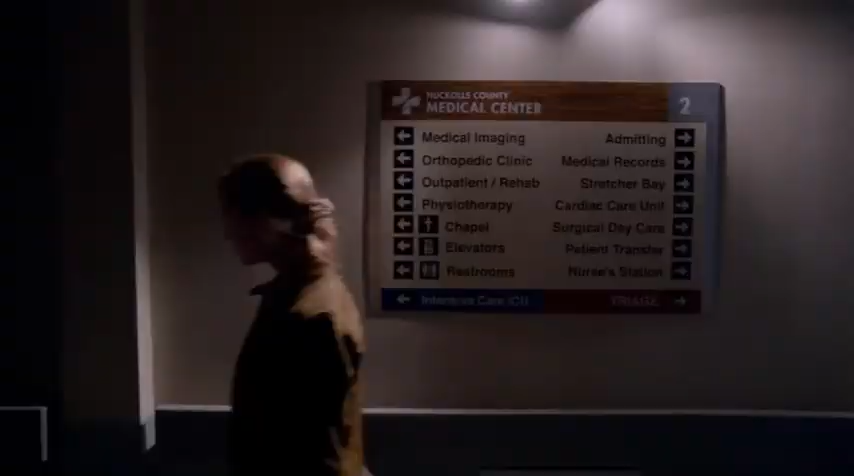 NUCKOLLS COUNTY
MEDICAL CENTER
2
Medical Imaging
Admitting
Orthopedic Clinic
Medical Records
Outpatient / Rehab
Stretcher Bay
Physiotherapy
Cardiac Care Unit
Chapel
Surgical Day Care
Elevators
Patient Transfer
Restrooms
Nurse's Station
Intensive Care (ICU)
TRIAGE